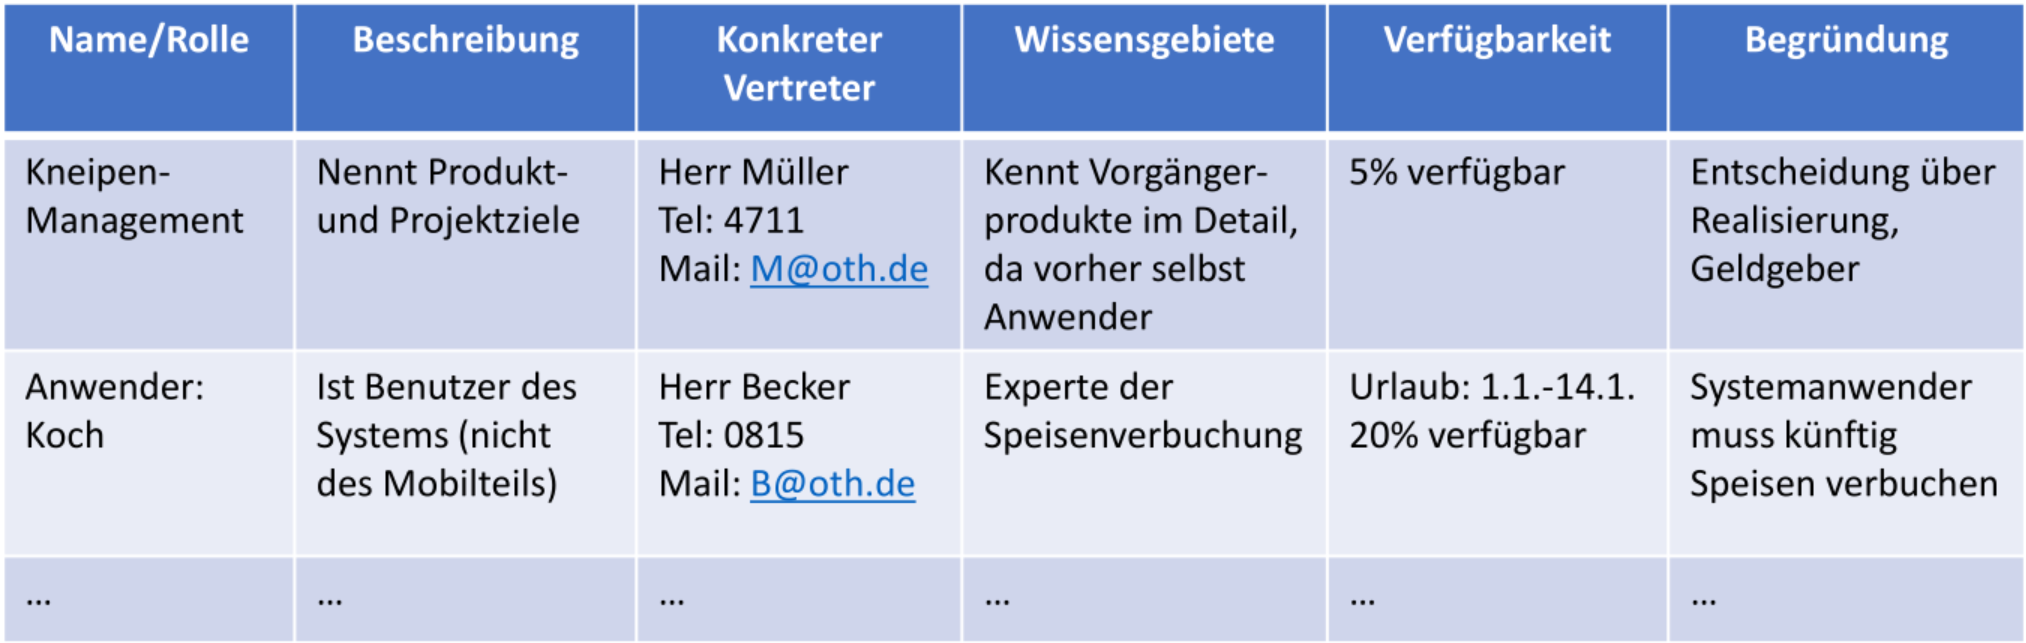 Name/Rolle
Beschreibung
Konkreter
Vertreter
Wissensgebiete
Verfügbarkeit
Begründung
Kneipen-
Management
Nennt Produkt-
und Projektziele
Herr Müller
Tel: 4711
Mail: M@oth.de
Kennt Vorgänger-
produkte im Detail,
da vorher selbst
Anwender
5% verfügbar
Entscheidung über
Realisierung,
Geldgeber
Anwender:
Koch
Ist Benutzer des
Systems (nicht
des Mobilteils)
Herr Becker
Tel: 0815
Mail: B@oth.de
Experte der
Speisenverbuchung
Urlaub: 1.1.-14.1.
20% verfügbar
Systemanwender
muss künftig
Speisen verbuchen
...
...
...
...
...
...